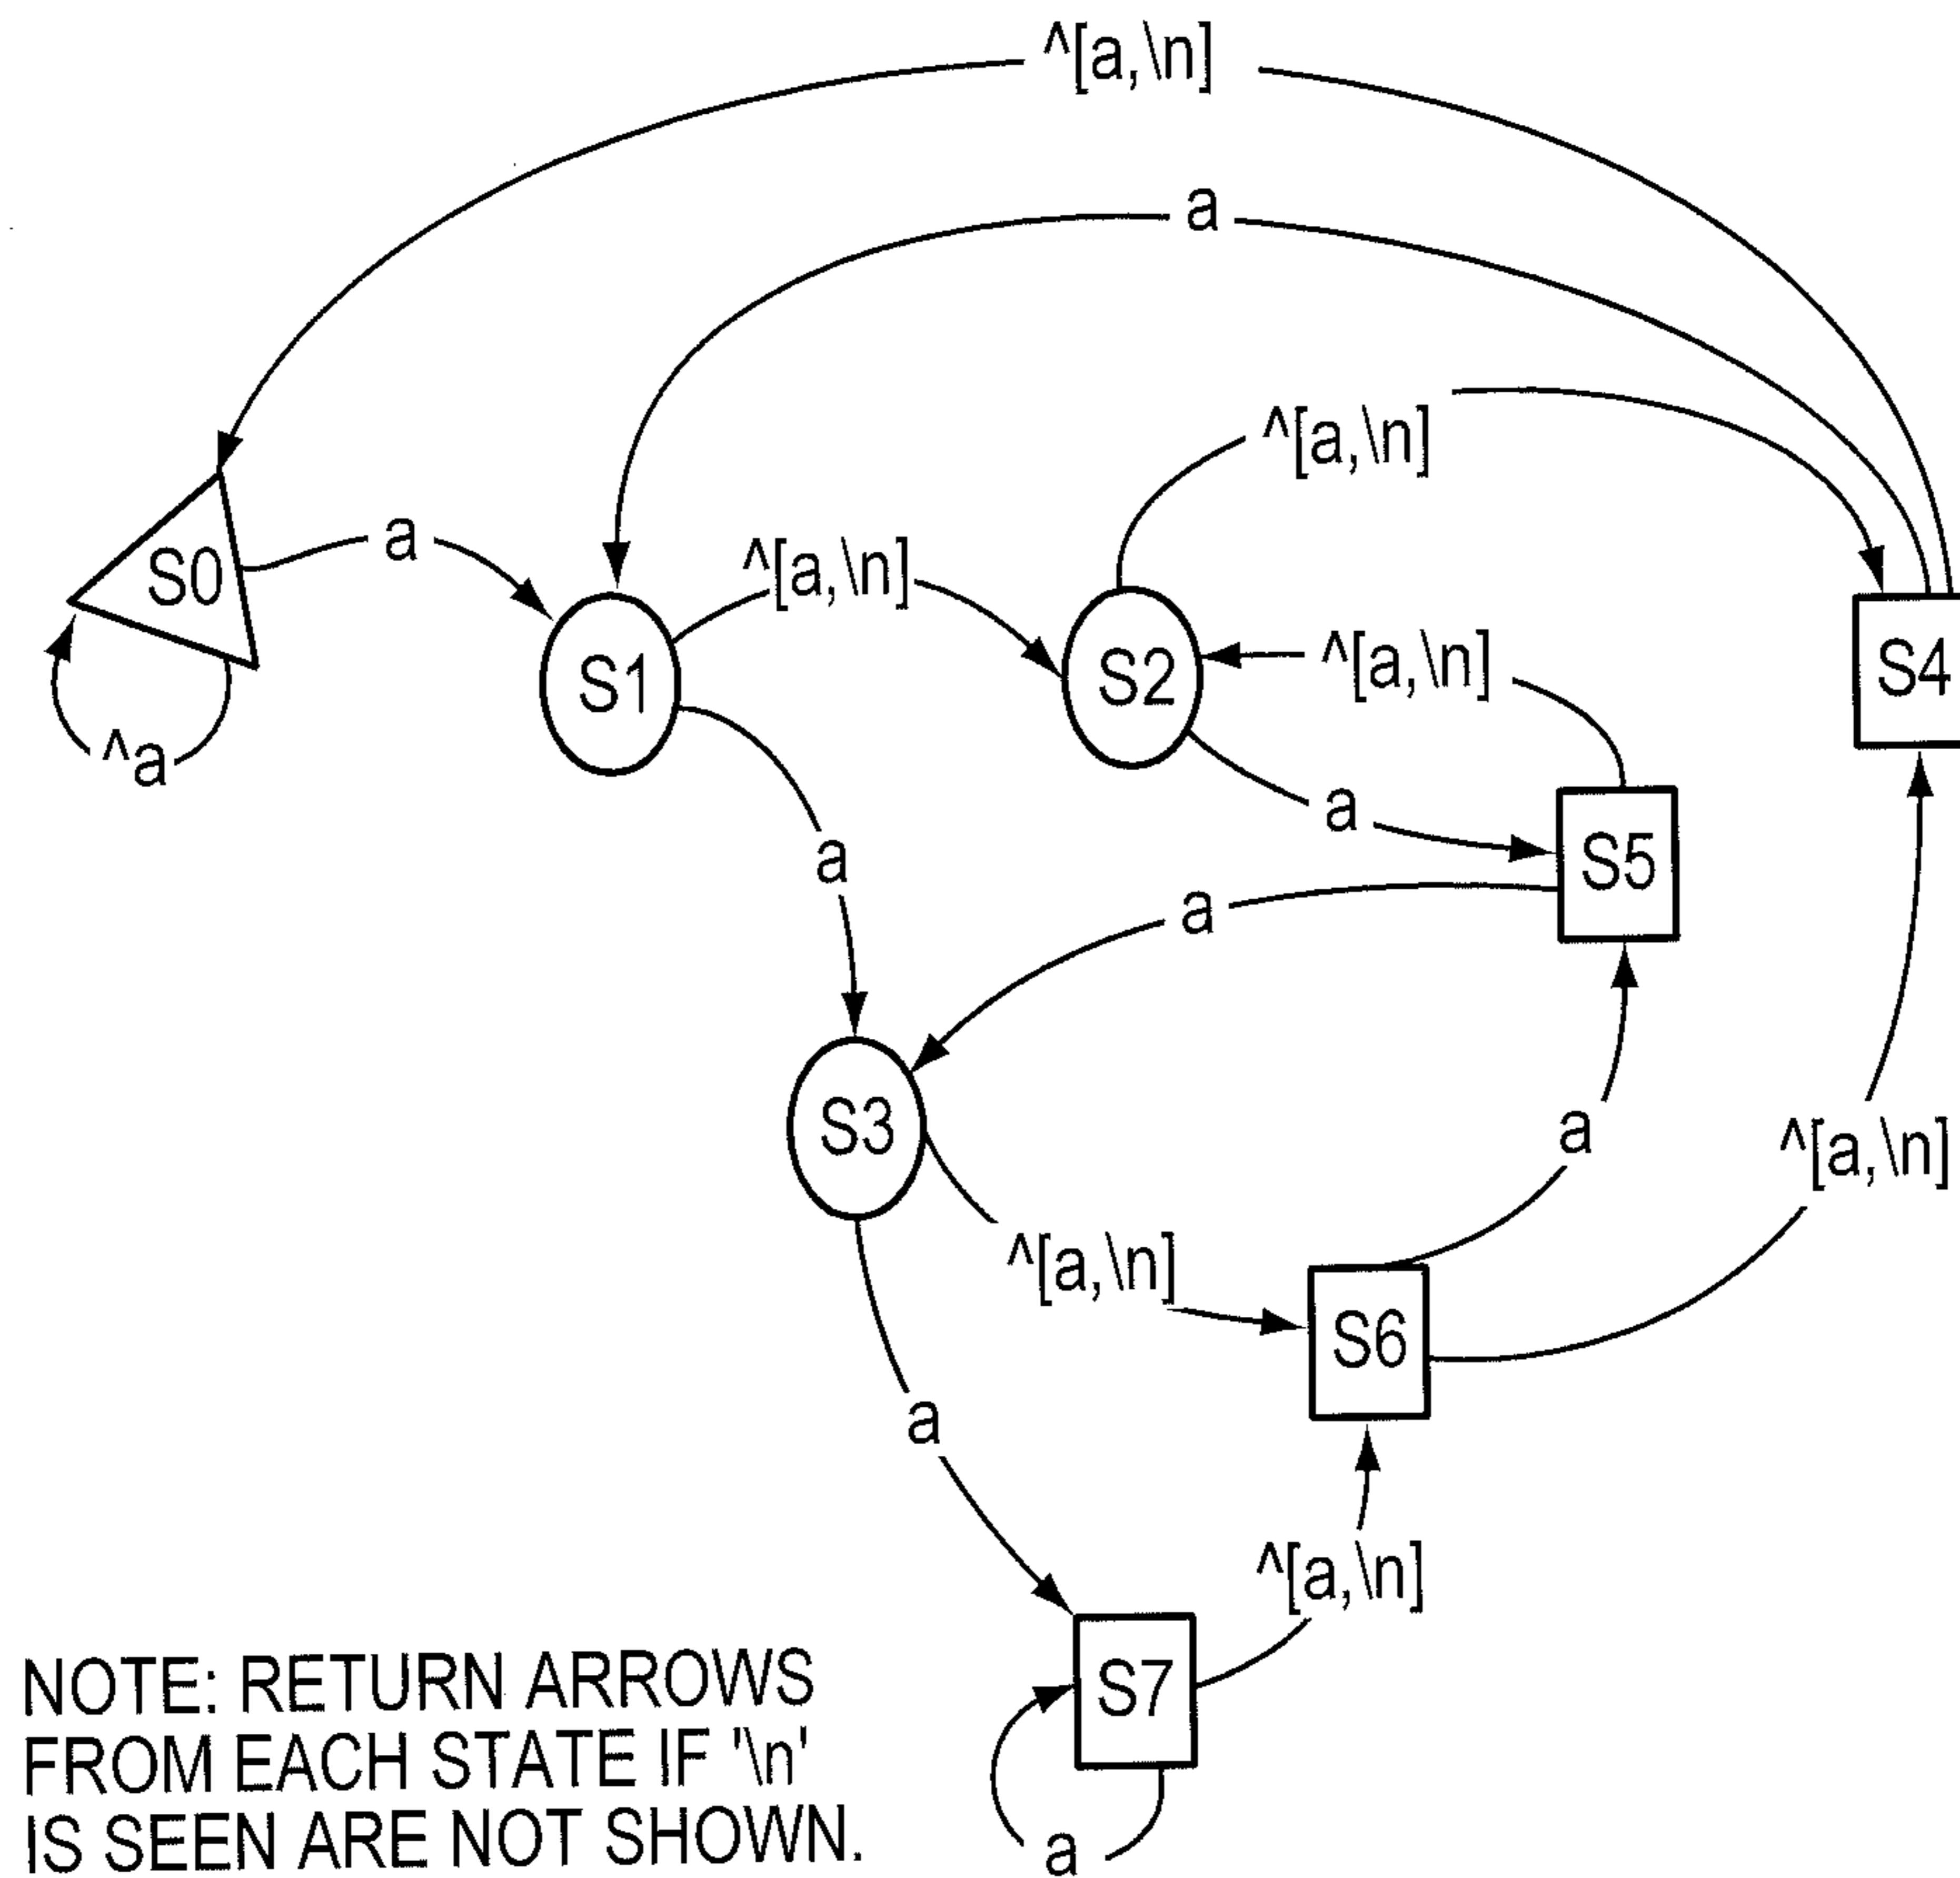 ^[a,\n]
a
^[a,\n]
a
^[a,\n]
S0
^[a,\n]
S1
S2
S4
^a
a
a
S5
a
S3
a
^[a,\n]
^[a,\n]
S6
a
^[a,\n]
S7
a
NOTE: RETURN ARROWS
FROM EACH STATE IF '\n'
IS SEEN ARE NOT SHOWN.